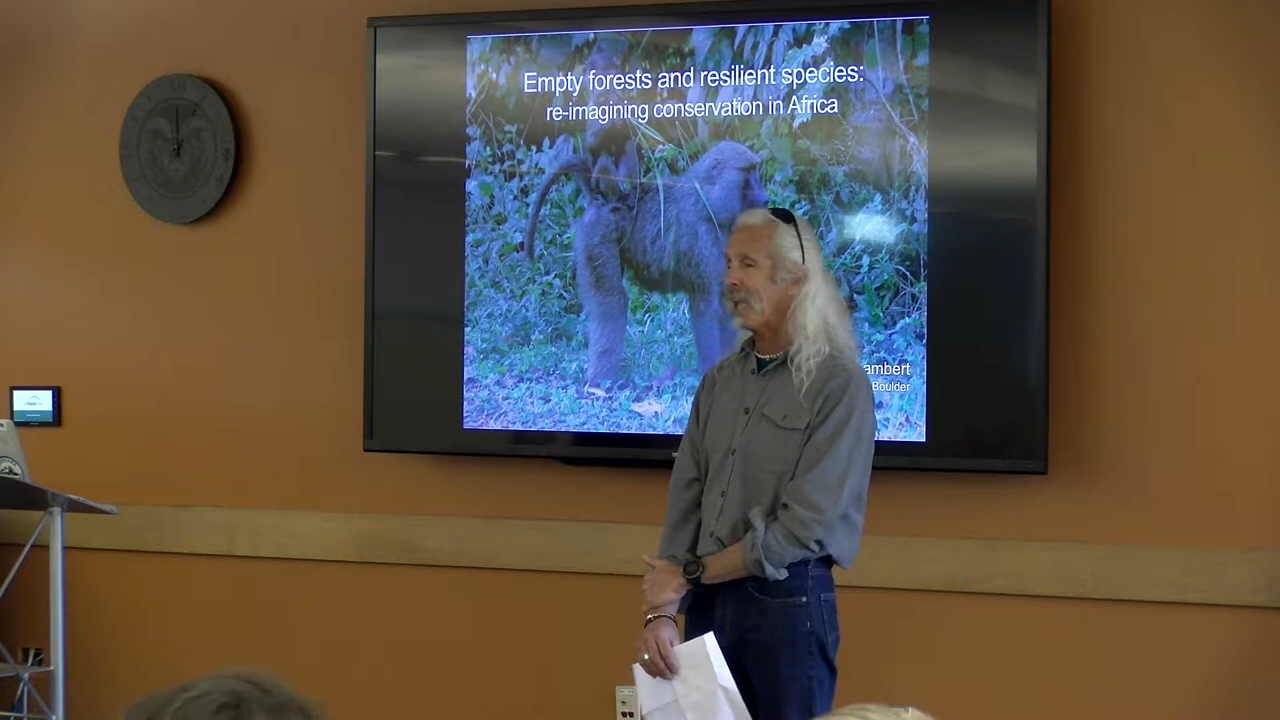 Empty forests and resilient species:
re-imagining conservation in Africa
ambert
Boulder